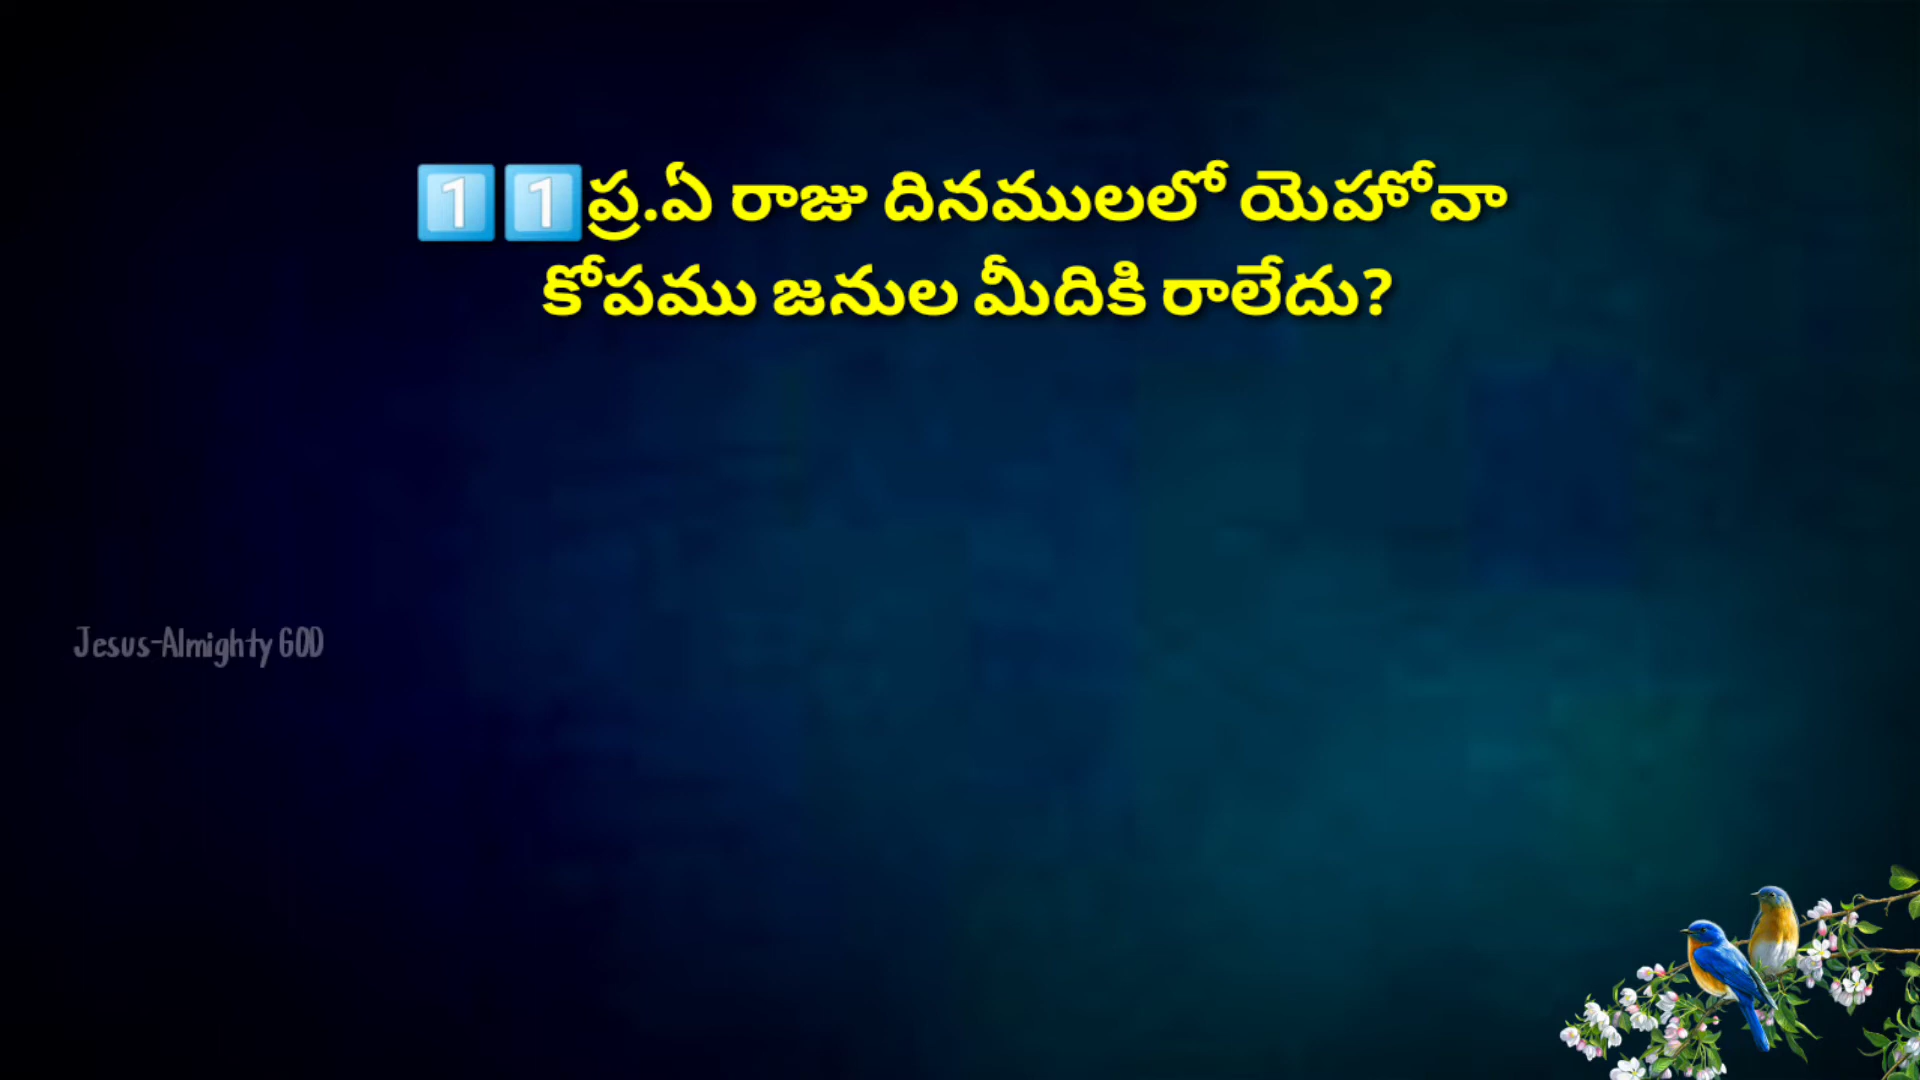 1️⃣1️⃣ప్ర.ఏ రాజు దినములలో యెహోవా
కోపము జనుల మీదికి రాలేదు?
Jesus-Almighty GOD